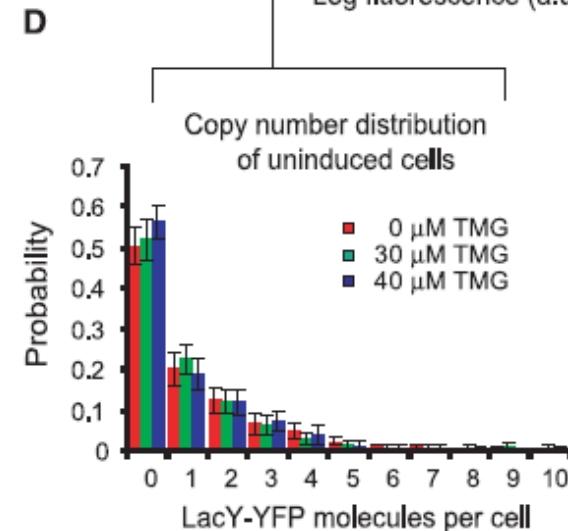 D
Log fluorescence (a.u
Copy number distribution
of uninduced cells
0.7
0.6
0.5
0.4
0.3
0.2
0.1
0
Probability
0 μM TMG
30 μM TMG
40 μM TMG
0 1 2 3 4 5 6 7 8 9 10
LacY-YFP molecules per cell